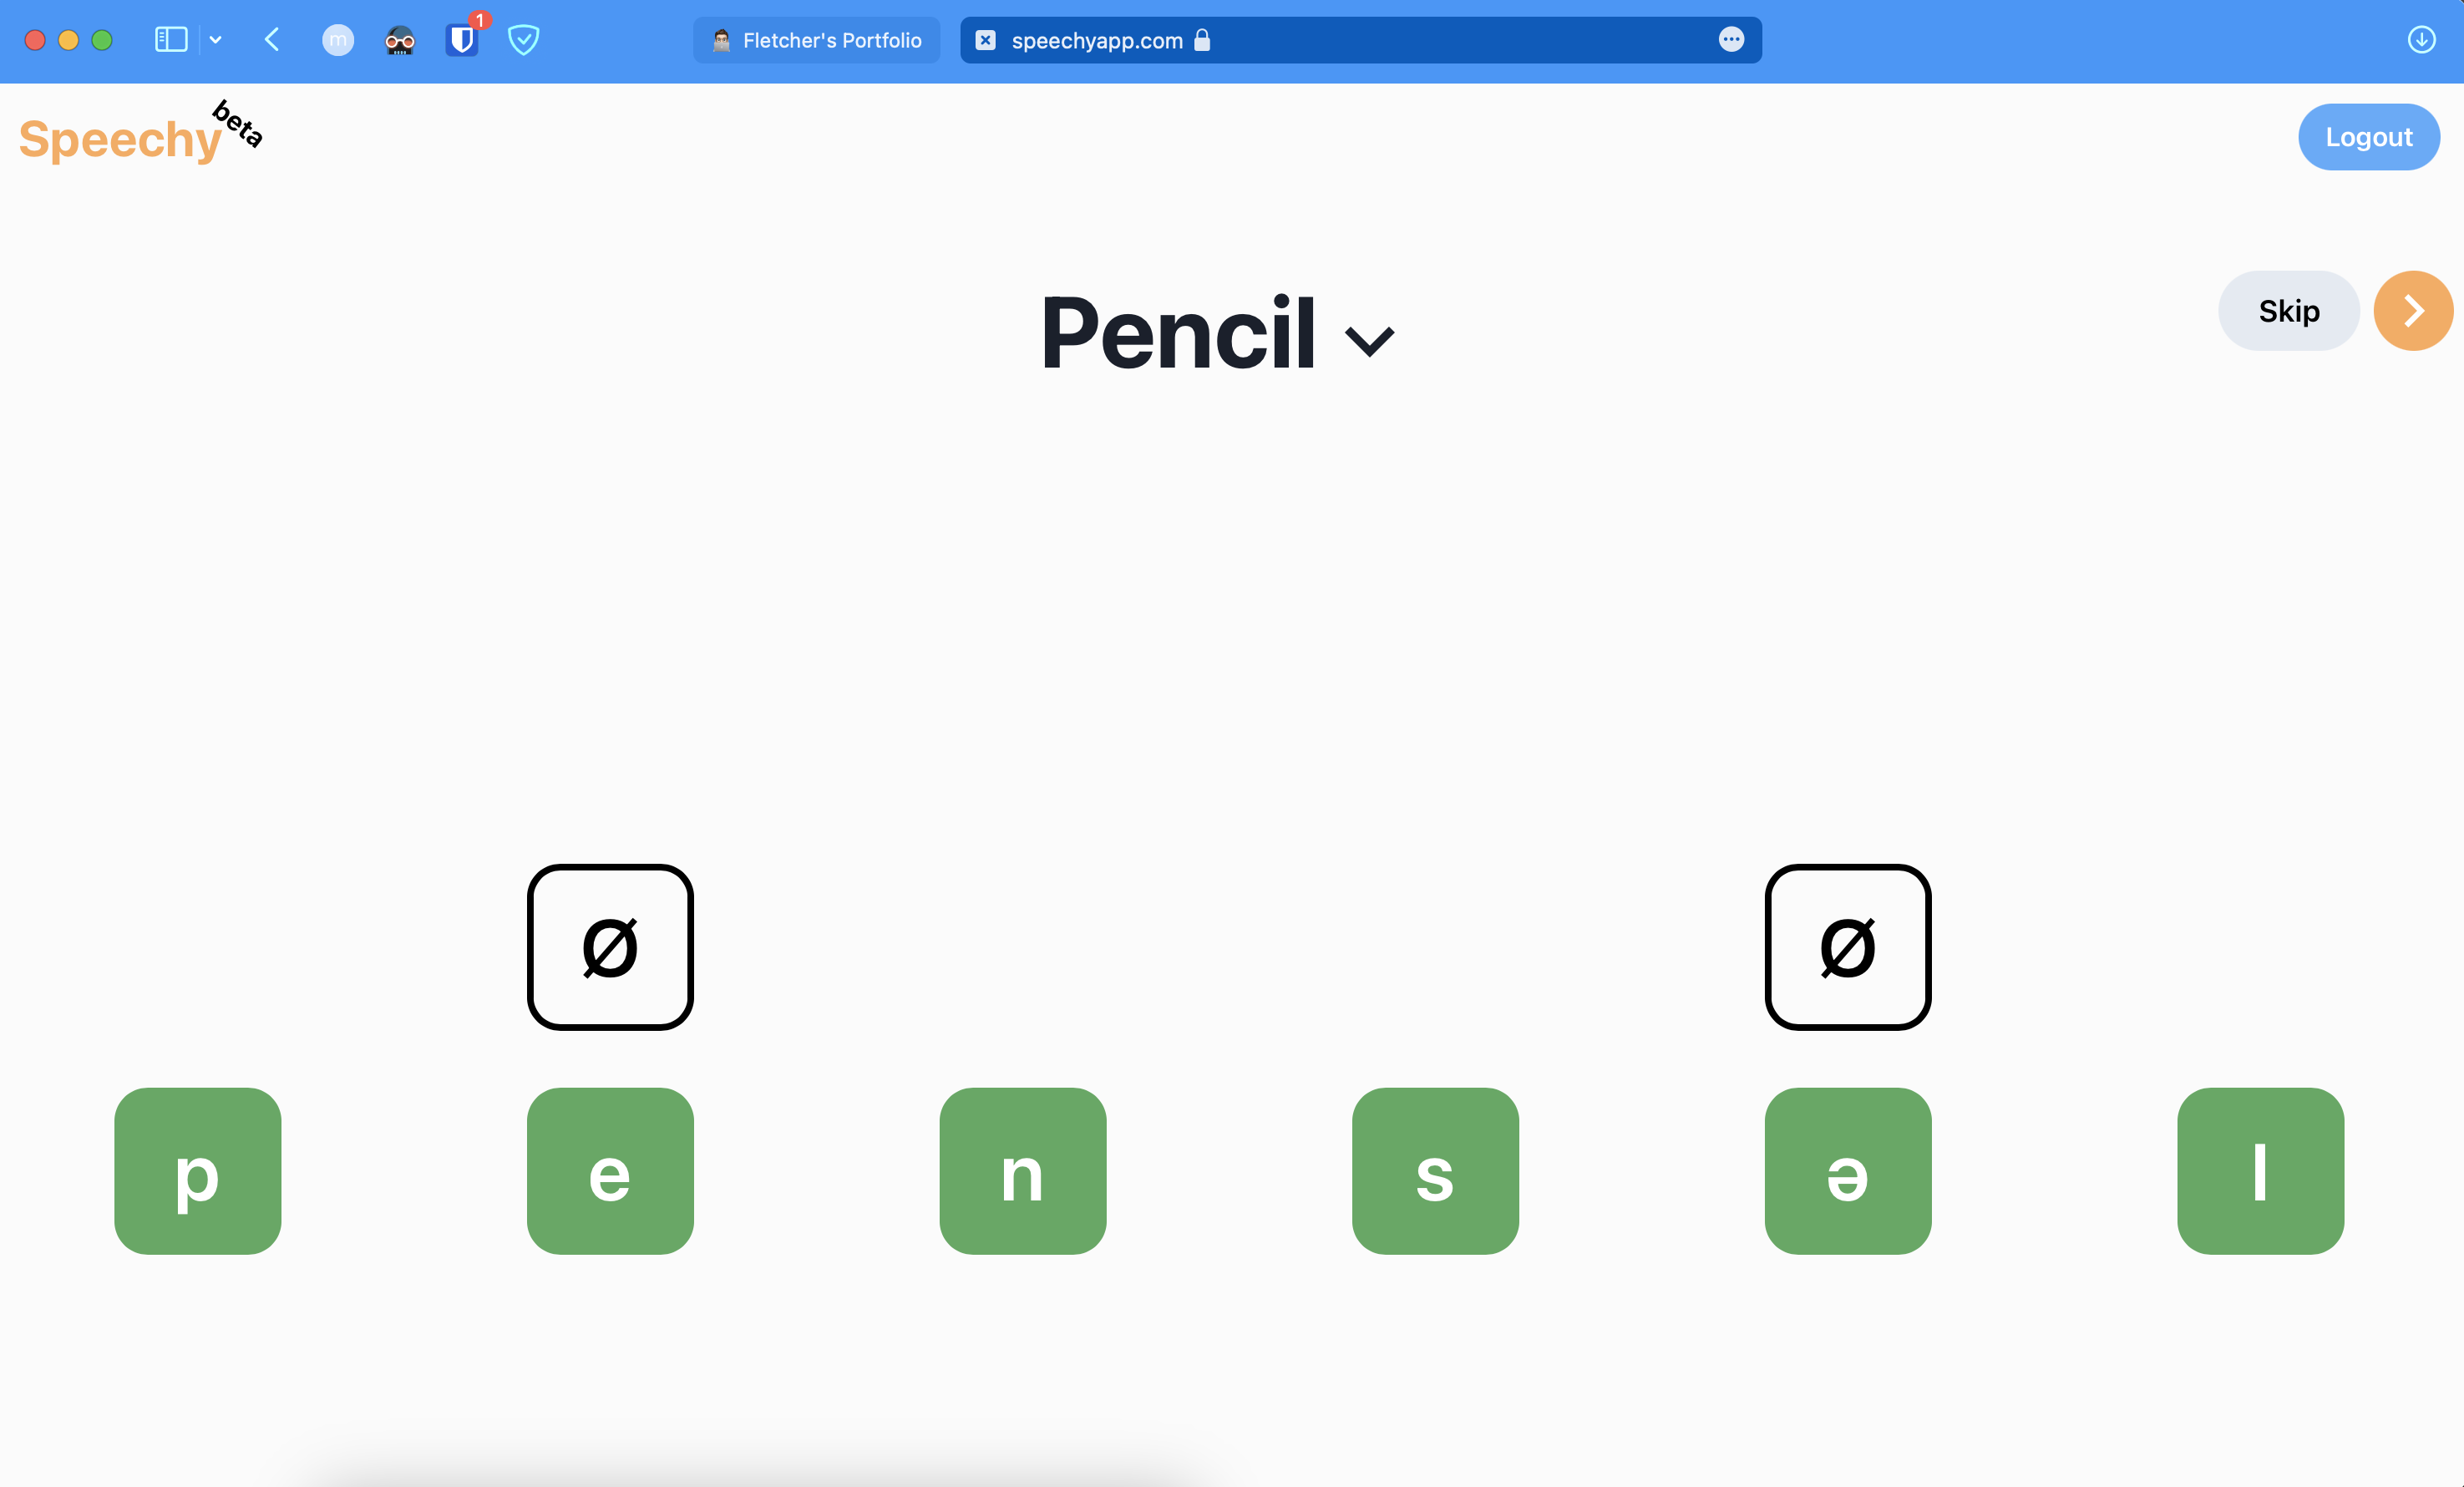 m
1
Fletcher's Portfolio
speechyapp.com
Speechy beta
Logout
Pencil
Skip
Ø Ø
p e n s ə l